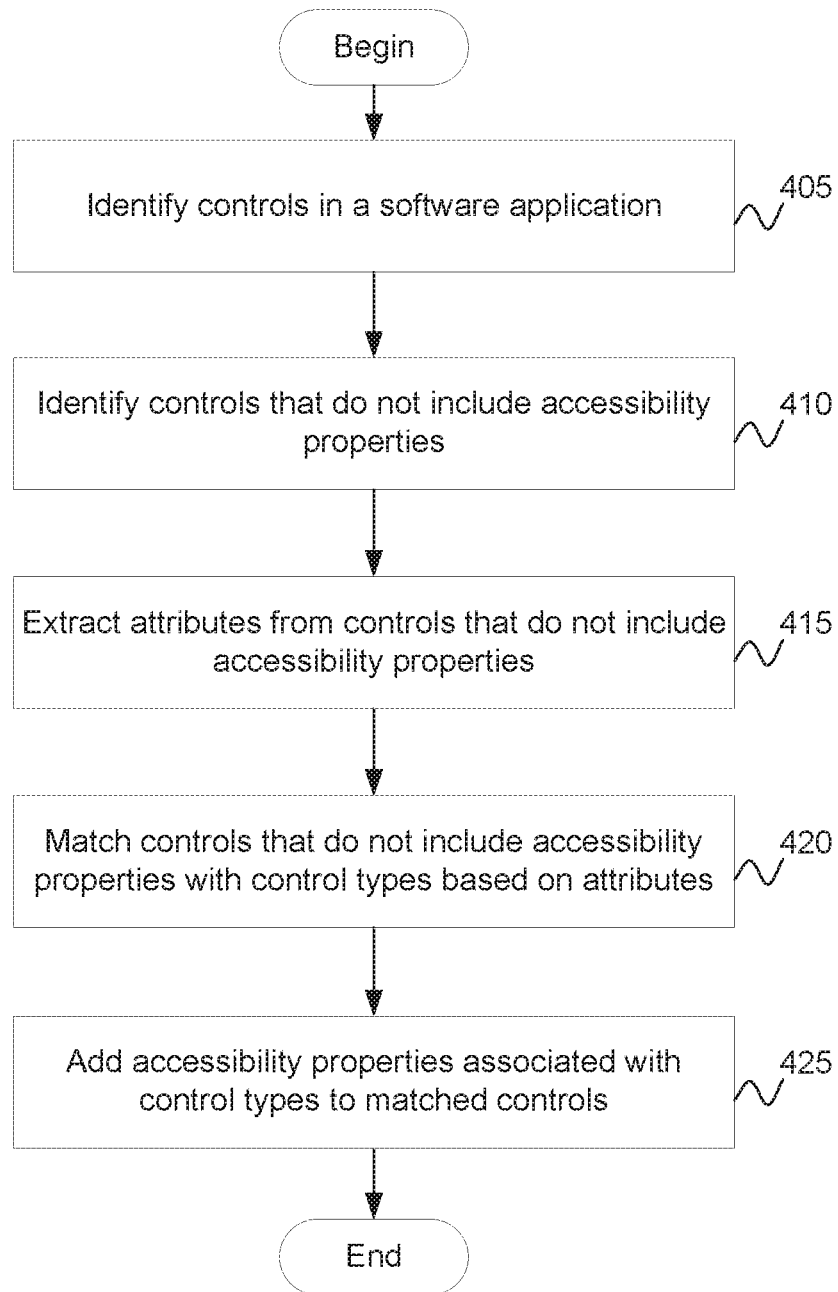 Begin
Identify controls in a software application
405
Identify controls that do not include accessibility
properties
410
Extract attributes from controls that do not include
accessibility properties
415
Match controls that do not include accessibility
properties with control types based on attributes
420
Add accessibility properties associated with
control types to matched controls
425
End